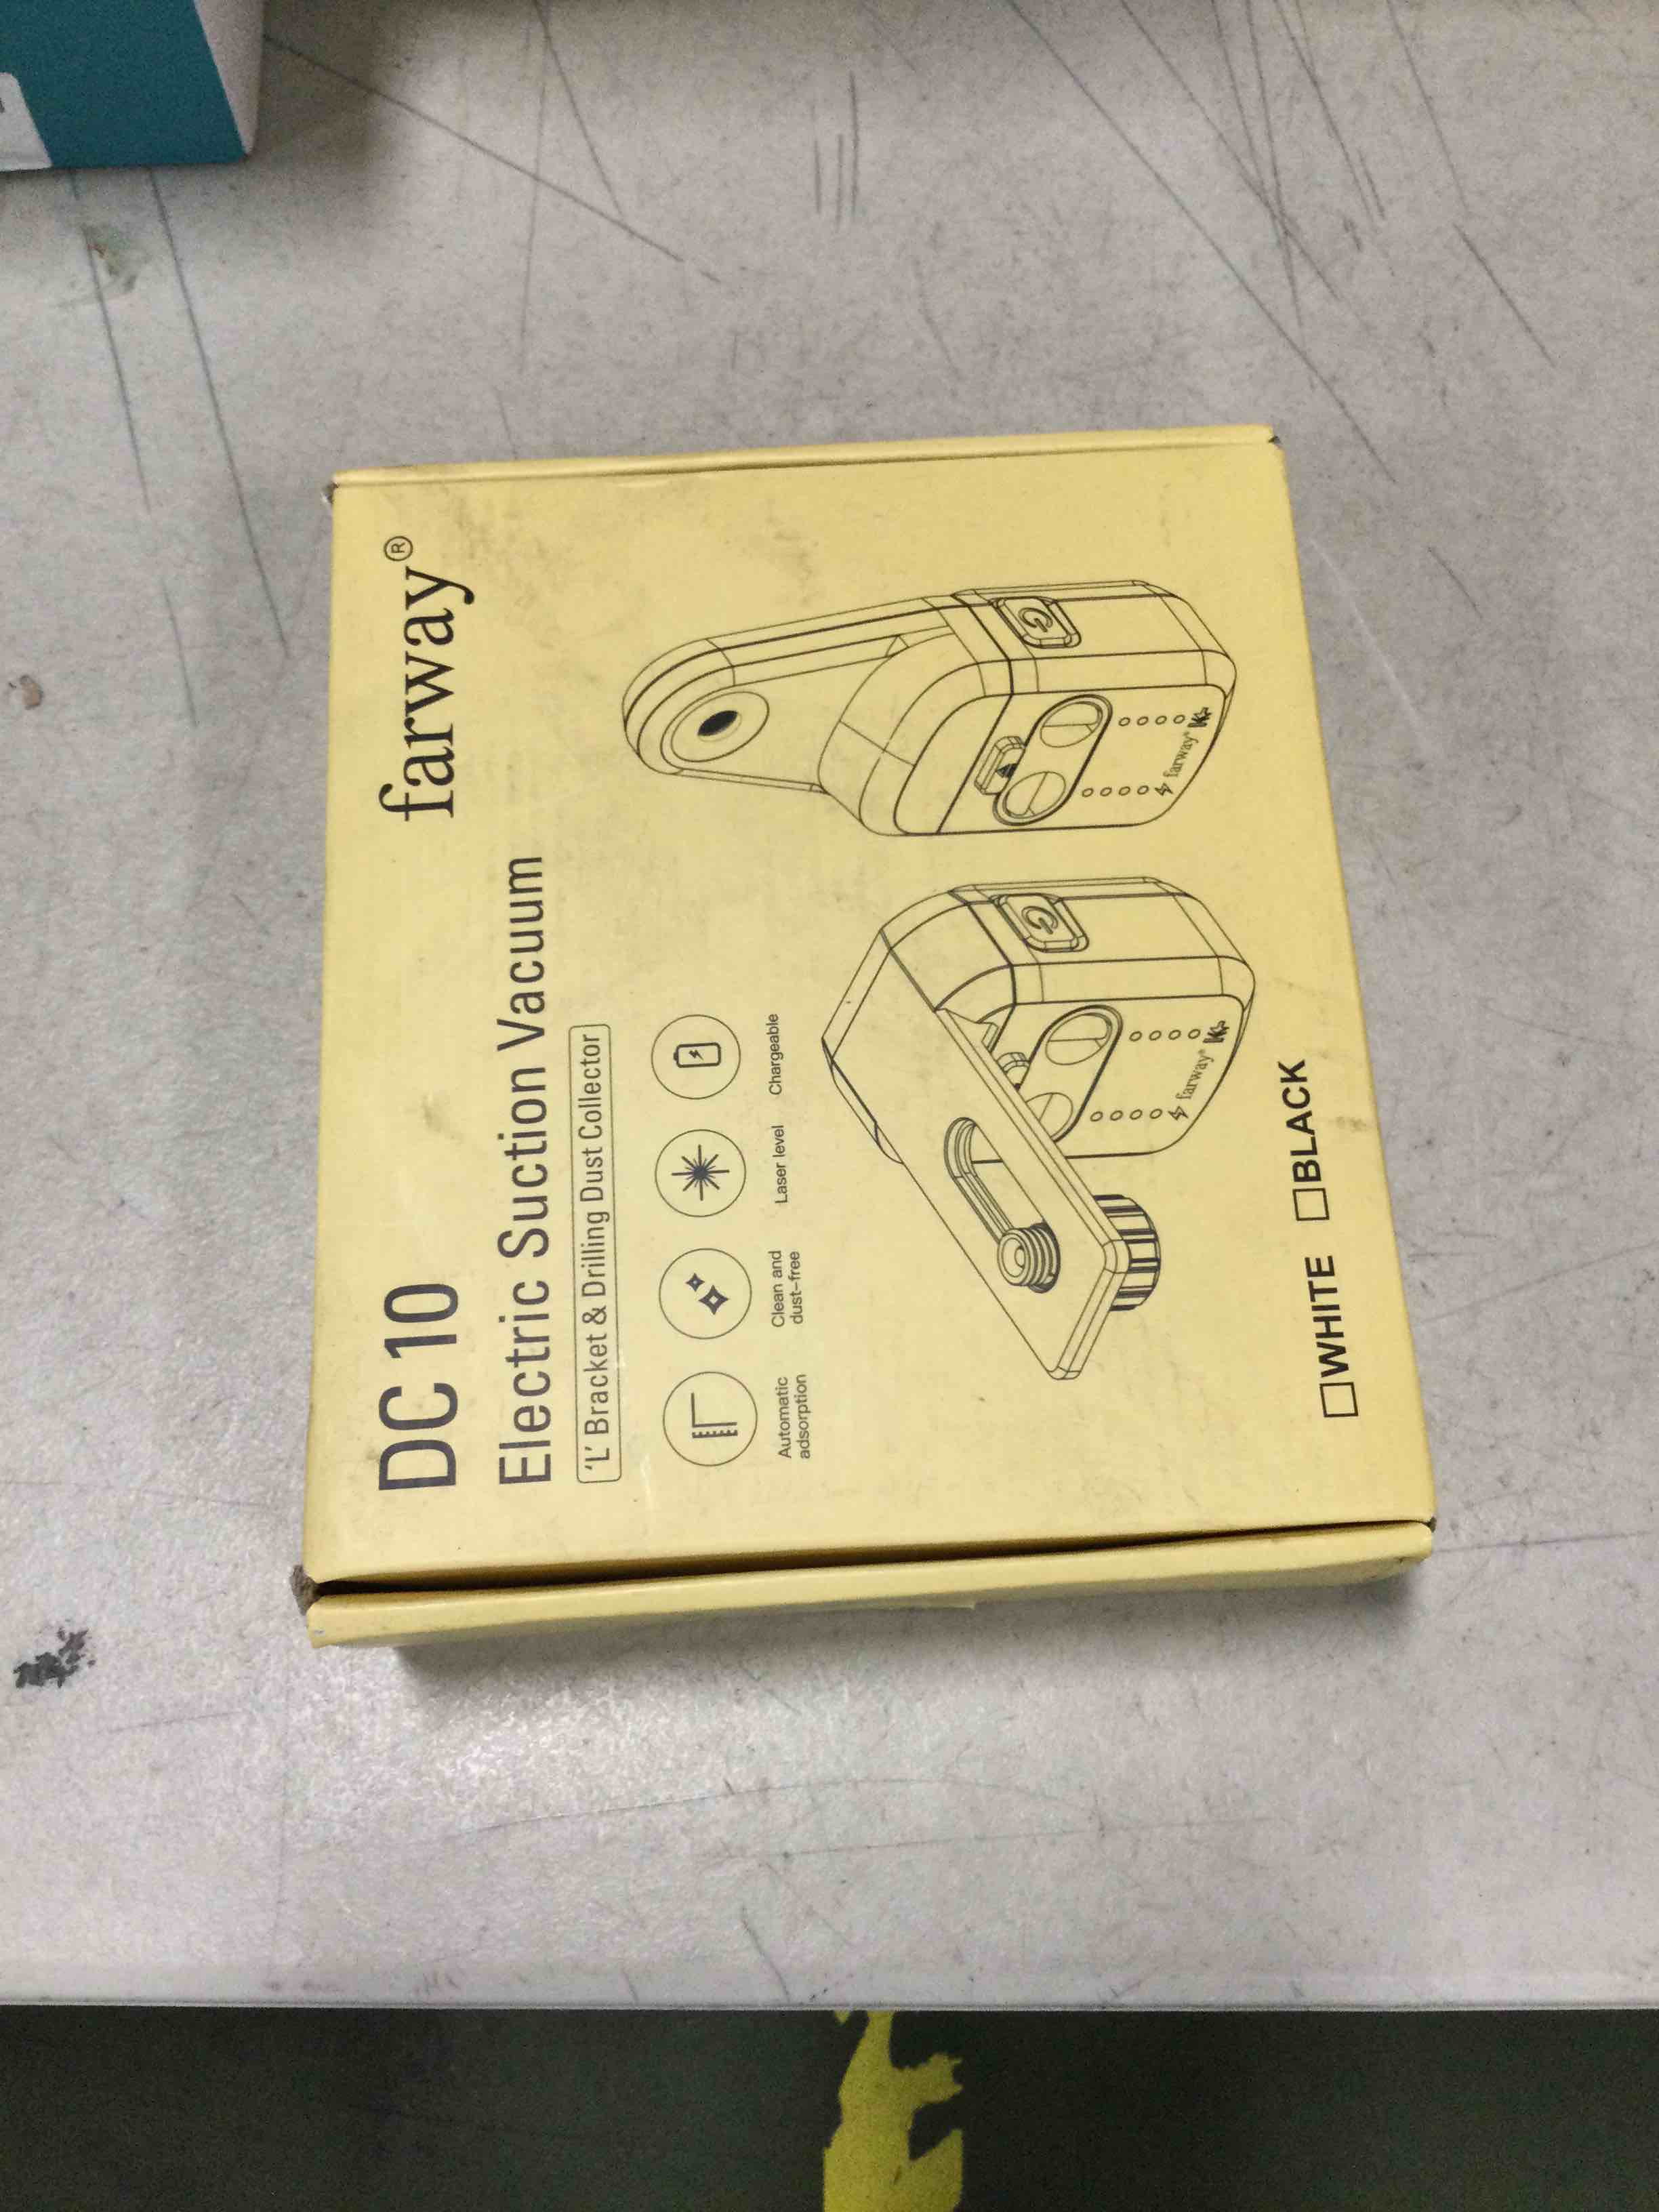 DC 10
farway®
Electric Suction Vacuum
'L' Bracket & Drilling Dust Collector
Automatic
adsorption
Clean and
dust-free
Laser level
Chargeable
farway®
farway®
□WHITE □BLACK